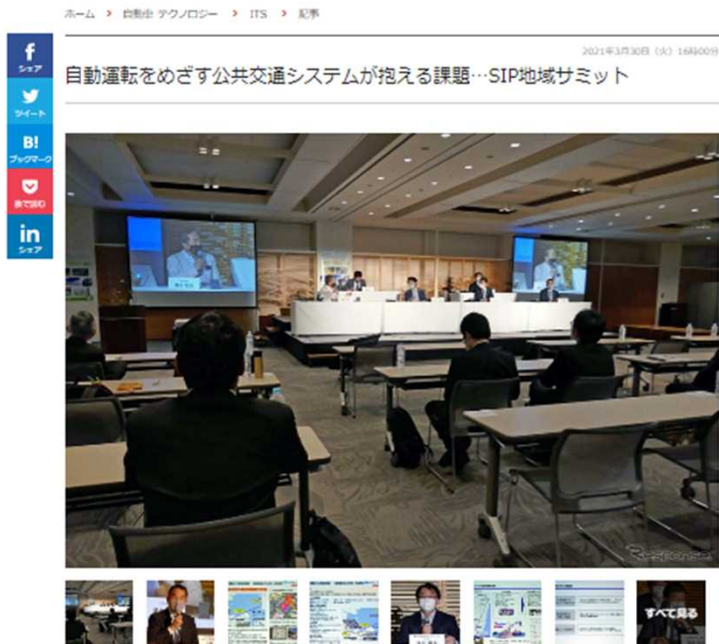 ホーム > 自動車 テクノロジー > ITS > 記事
2021年3月30日（火）16時00分
自動運転をめざす公共交通システムが抱える課題…SIP地域サミット
f
シェア
ツイート
B!
ブックマーク
後で読む
in
シェア
Response.
すべて見る